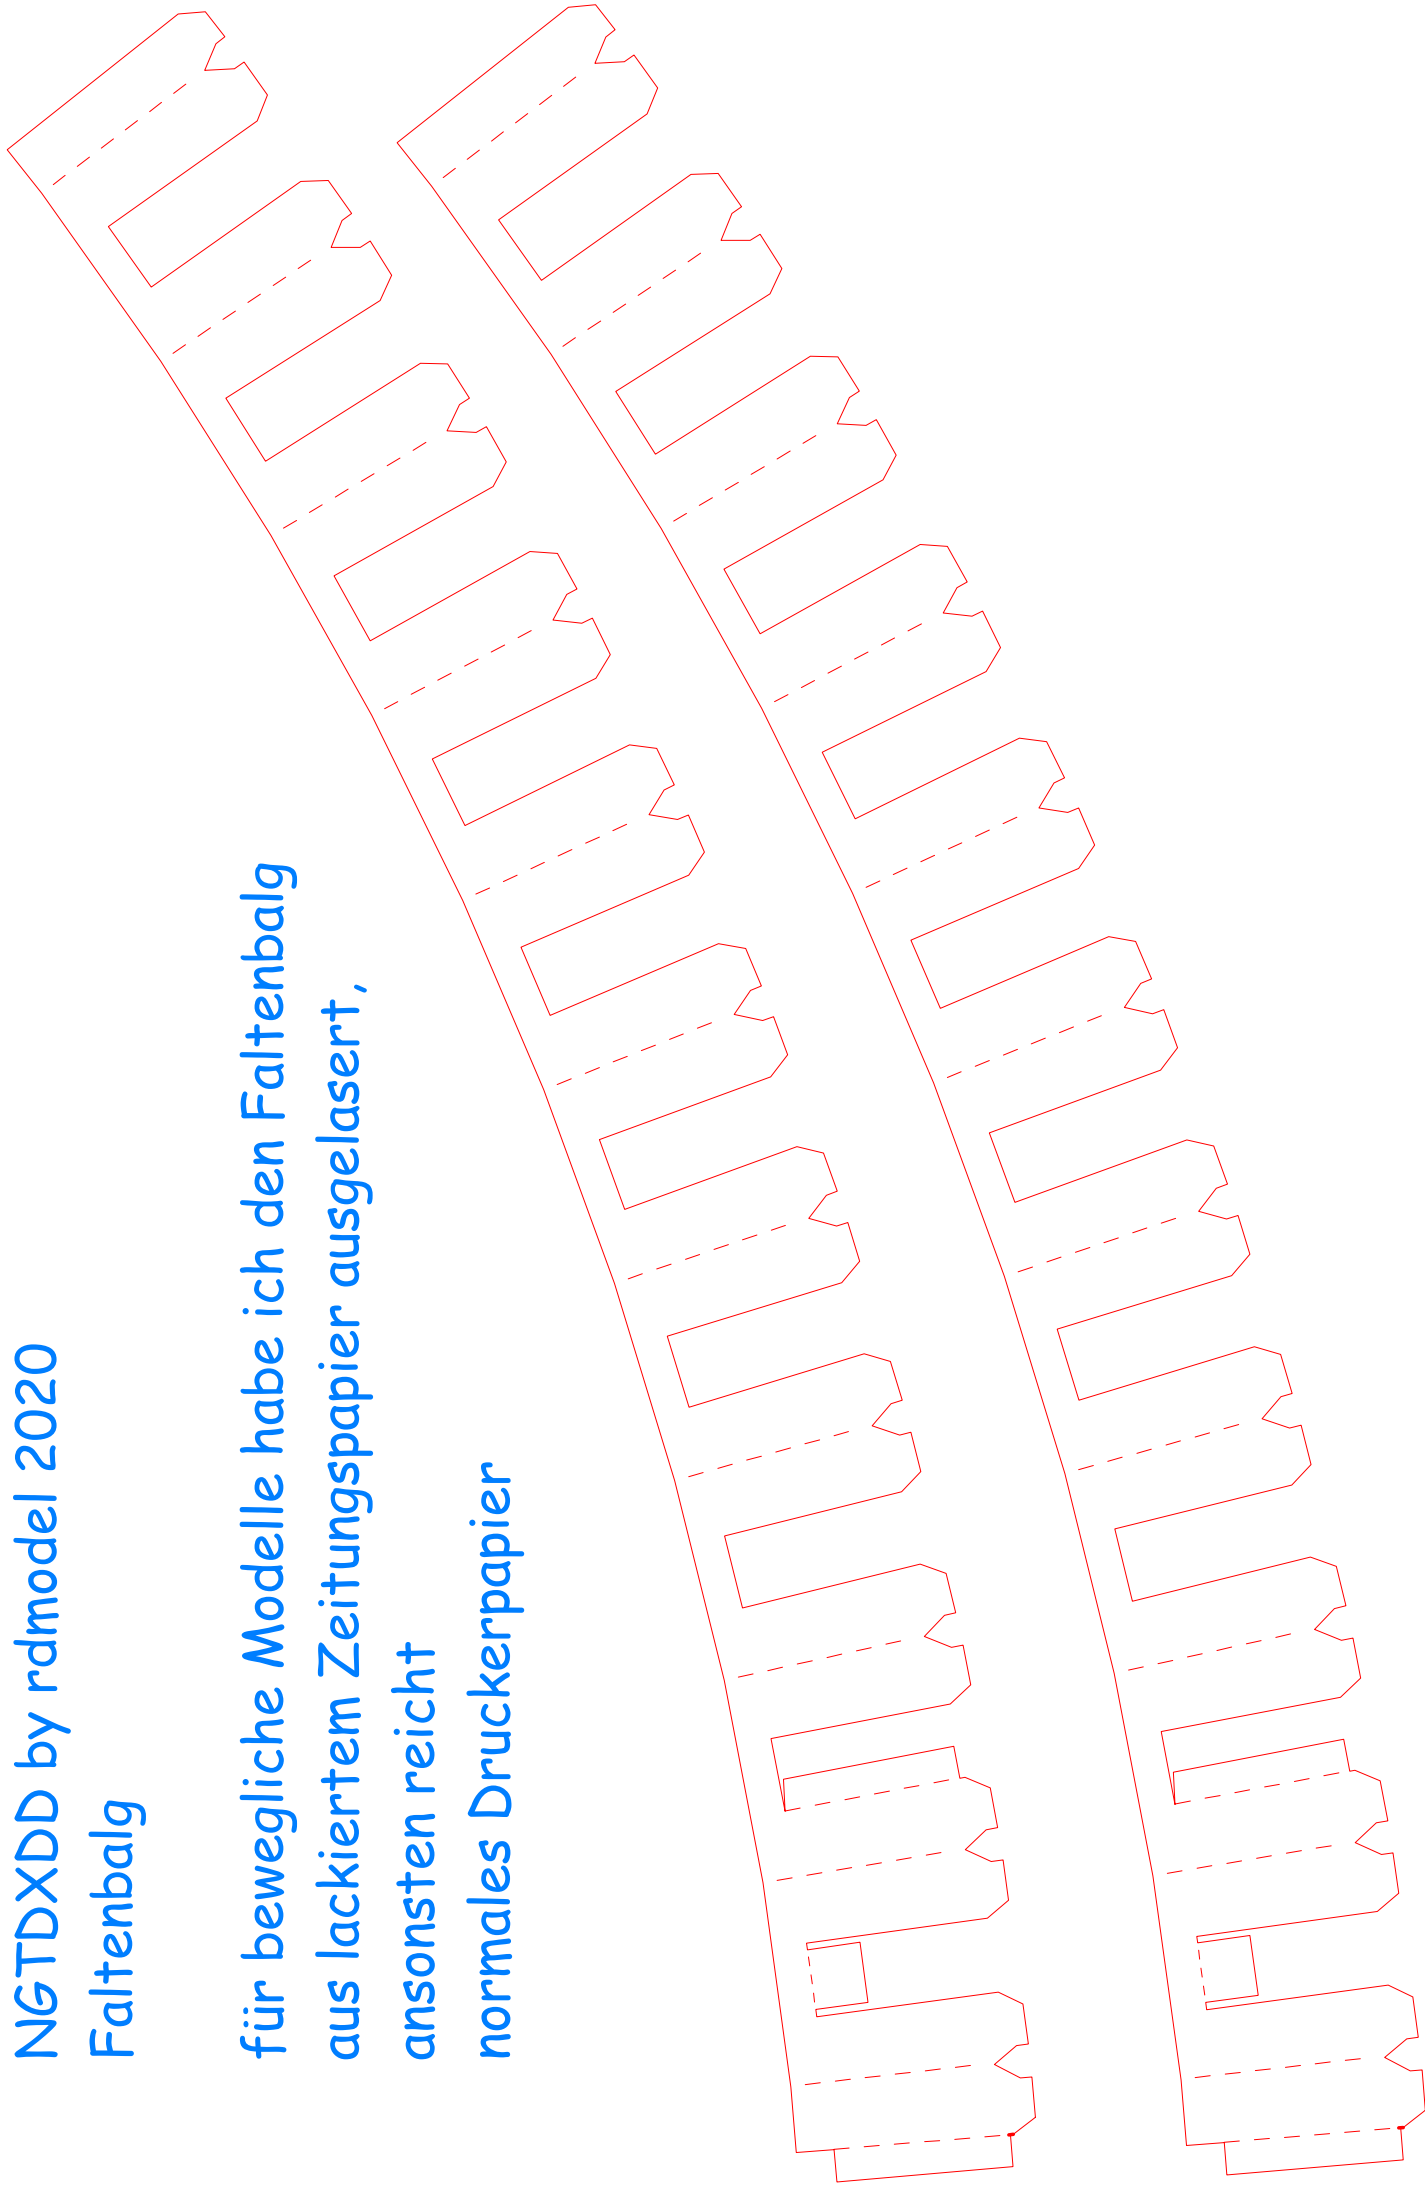 NGTDXDD by rdmodel 2020
Faltenbalg
für bewegliche Modelle habe ich den Faltenbalg
aus lackiertem Zeitungspapier ausgelasert,
ansonsten reicht
normales Druckerpapier